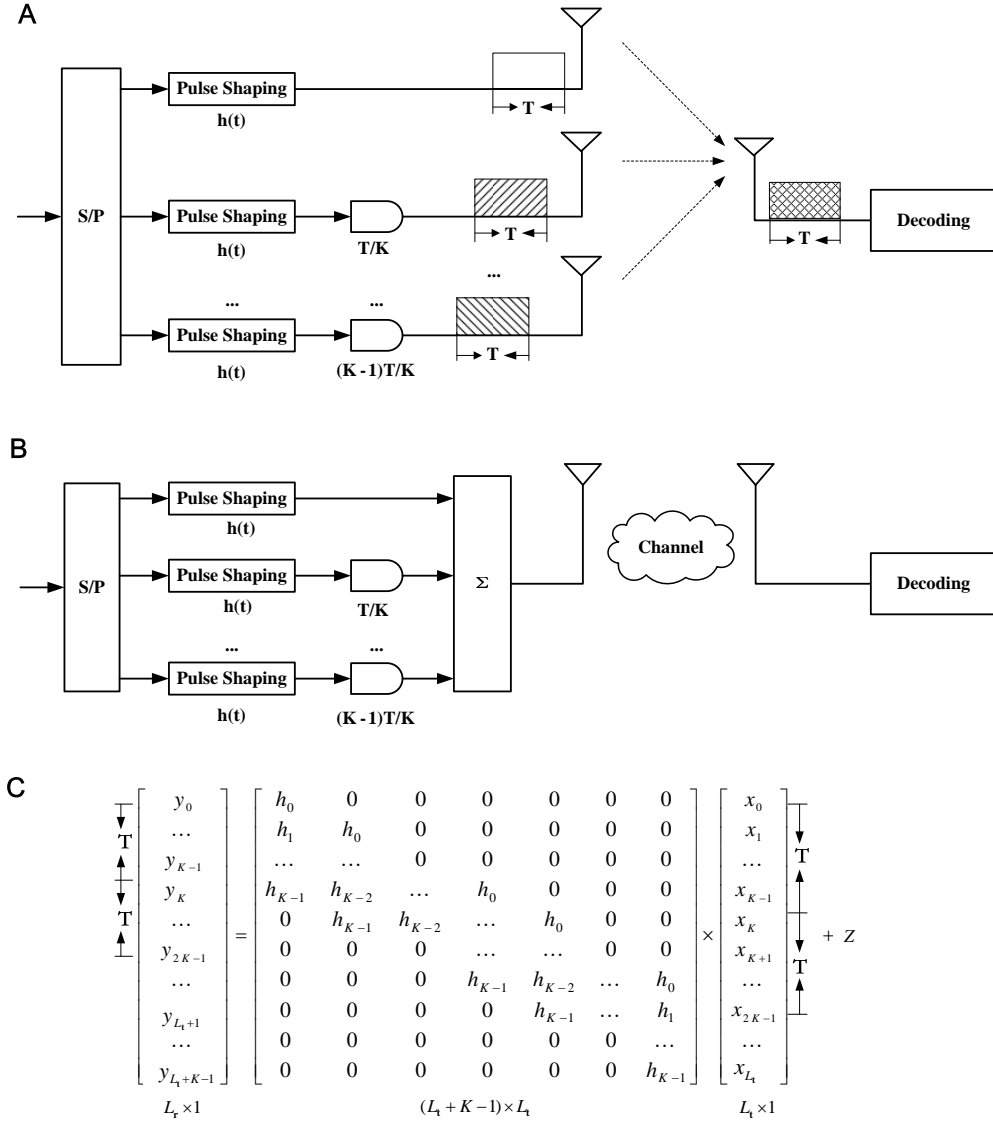 A
Pulse Shaping
h(t)
T
S/P
Pulse Shaping
h(t)
T/K
T
T
Decoding
... ... ...
Pulse Shaping
h(t)
(K-1)T/K
T
B
Pulse Shaping
h(t)
S/P
Pulse Shaping
h(t)
T/K
Σ
Channel
Decoding
... ...
Pulse Shaping
h(t)
(K-1)T/K
C
y_0 h_0 0 0 0 0 0 0 x_0
... h_1 h_0 0 0 0 0 0 x_1
T y_{K-1} ... ... 0 0 0 0 0 ... T
y_K h_{K-1} h_{K-2} ... h_0 0 0 0 x_{K-1}
T ... 0 h_{K-1} h_{K-2} ... h_0 0 0 x_K
y_{2K-1} = 0 0 0 ... ... 0 0 × x_{K+1} T + Z
... 0 0 0 h_{K-1} h_{K-2} ... h_0 ...
y_{L_t+1} 0 0 0 0 h_{K-1} ... h_1 x_{2K-1}
... 0 0 0 0 0 0 ... ...
y_{L_t+K-1} 0 0 0 0 0 0 h_{K-1} x_{L_t}
L_r × 1 (L_t + K - 1) × L_t L_t × 1